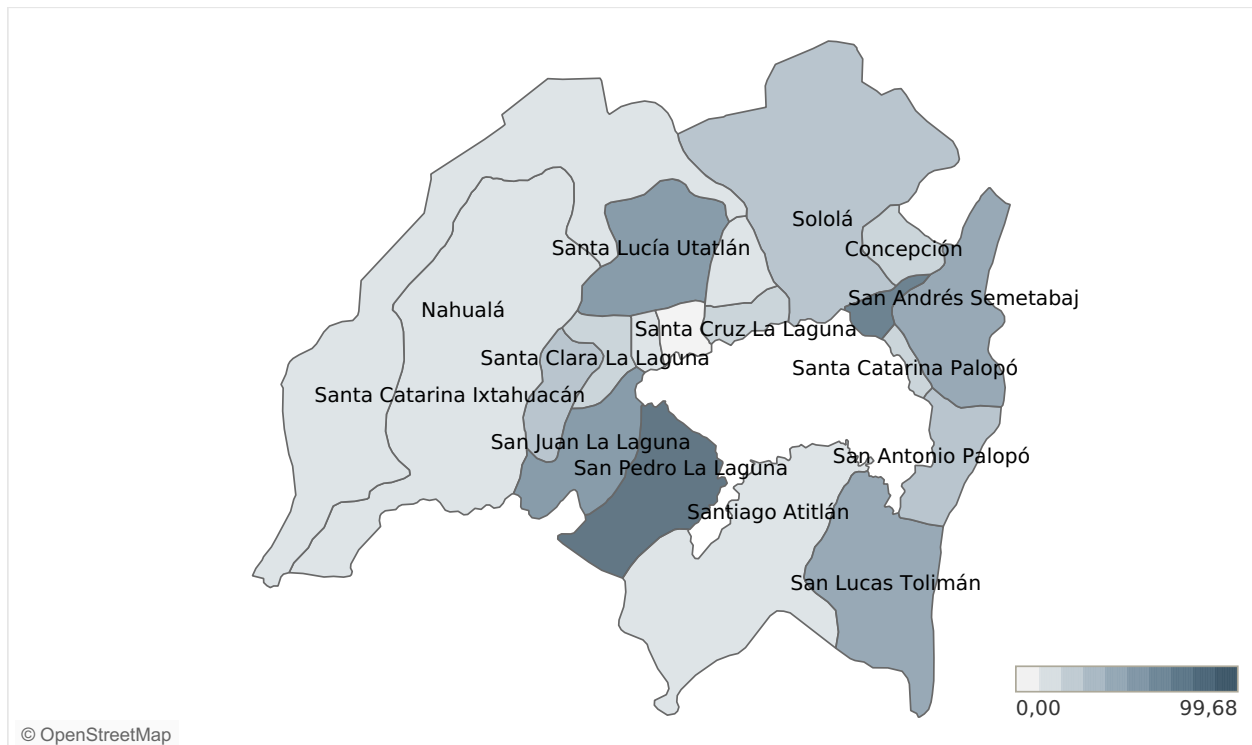 Sololá
Santa Lucía Utatlán
Concepción
San Andrés Semetabaj
Nahualá
Santa Cruz La Laguna
Santa Clara La Laguna
Santa Catarina Palopó
Santa Catarina Ixtahuacán
San Juan La Laguna
San Antonio Palopó
San Pedro La Laguna
Santiago Atitlán
San Lucas Tolimán
0,00
99,68
© OpenStreetMap